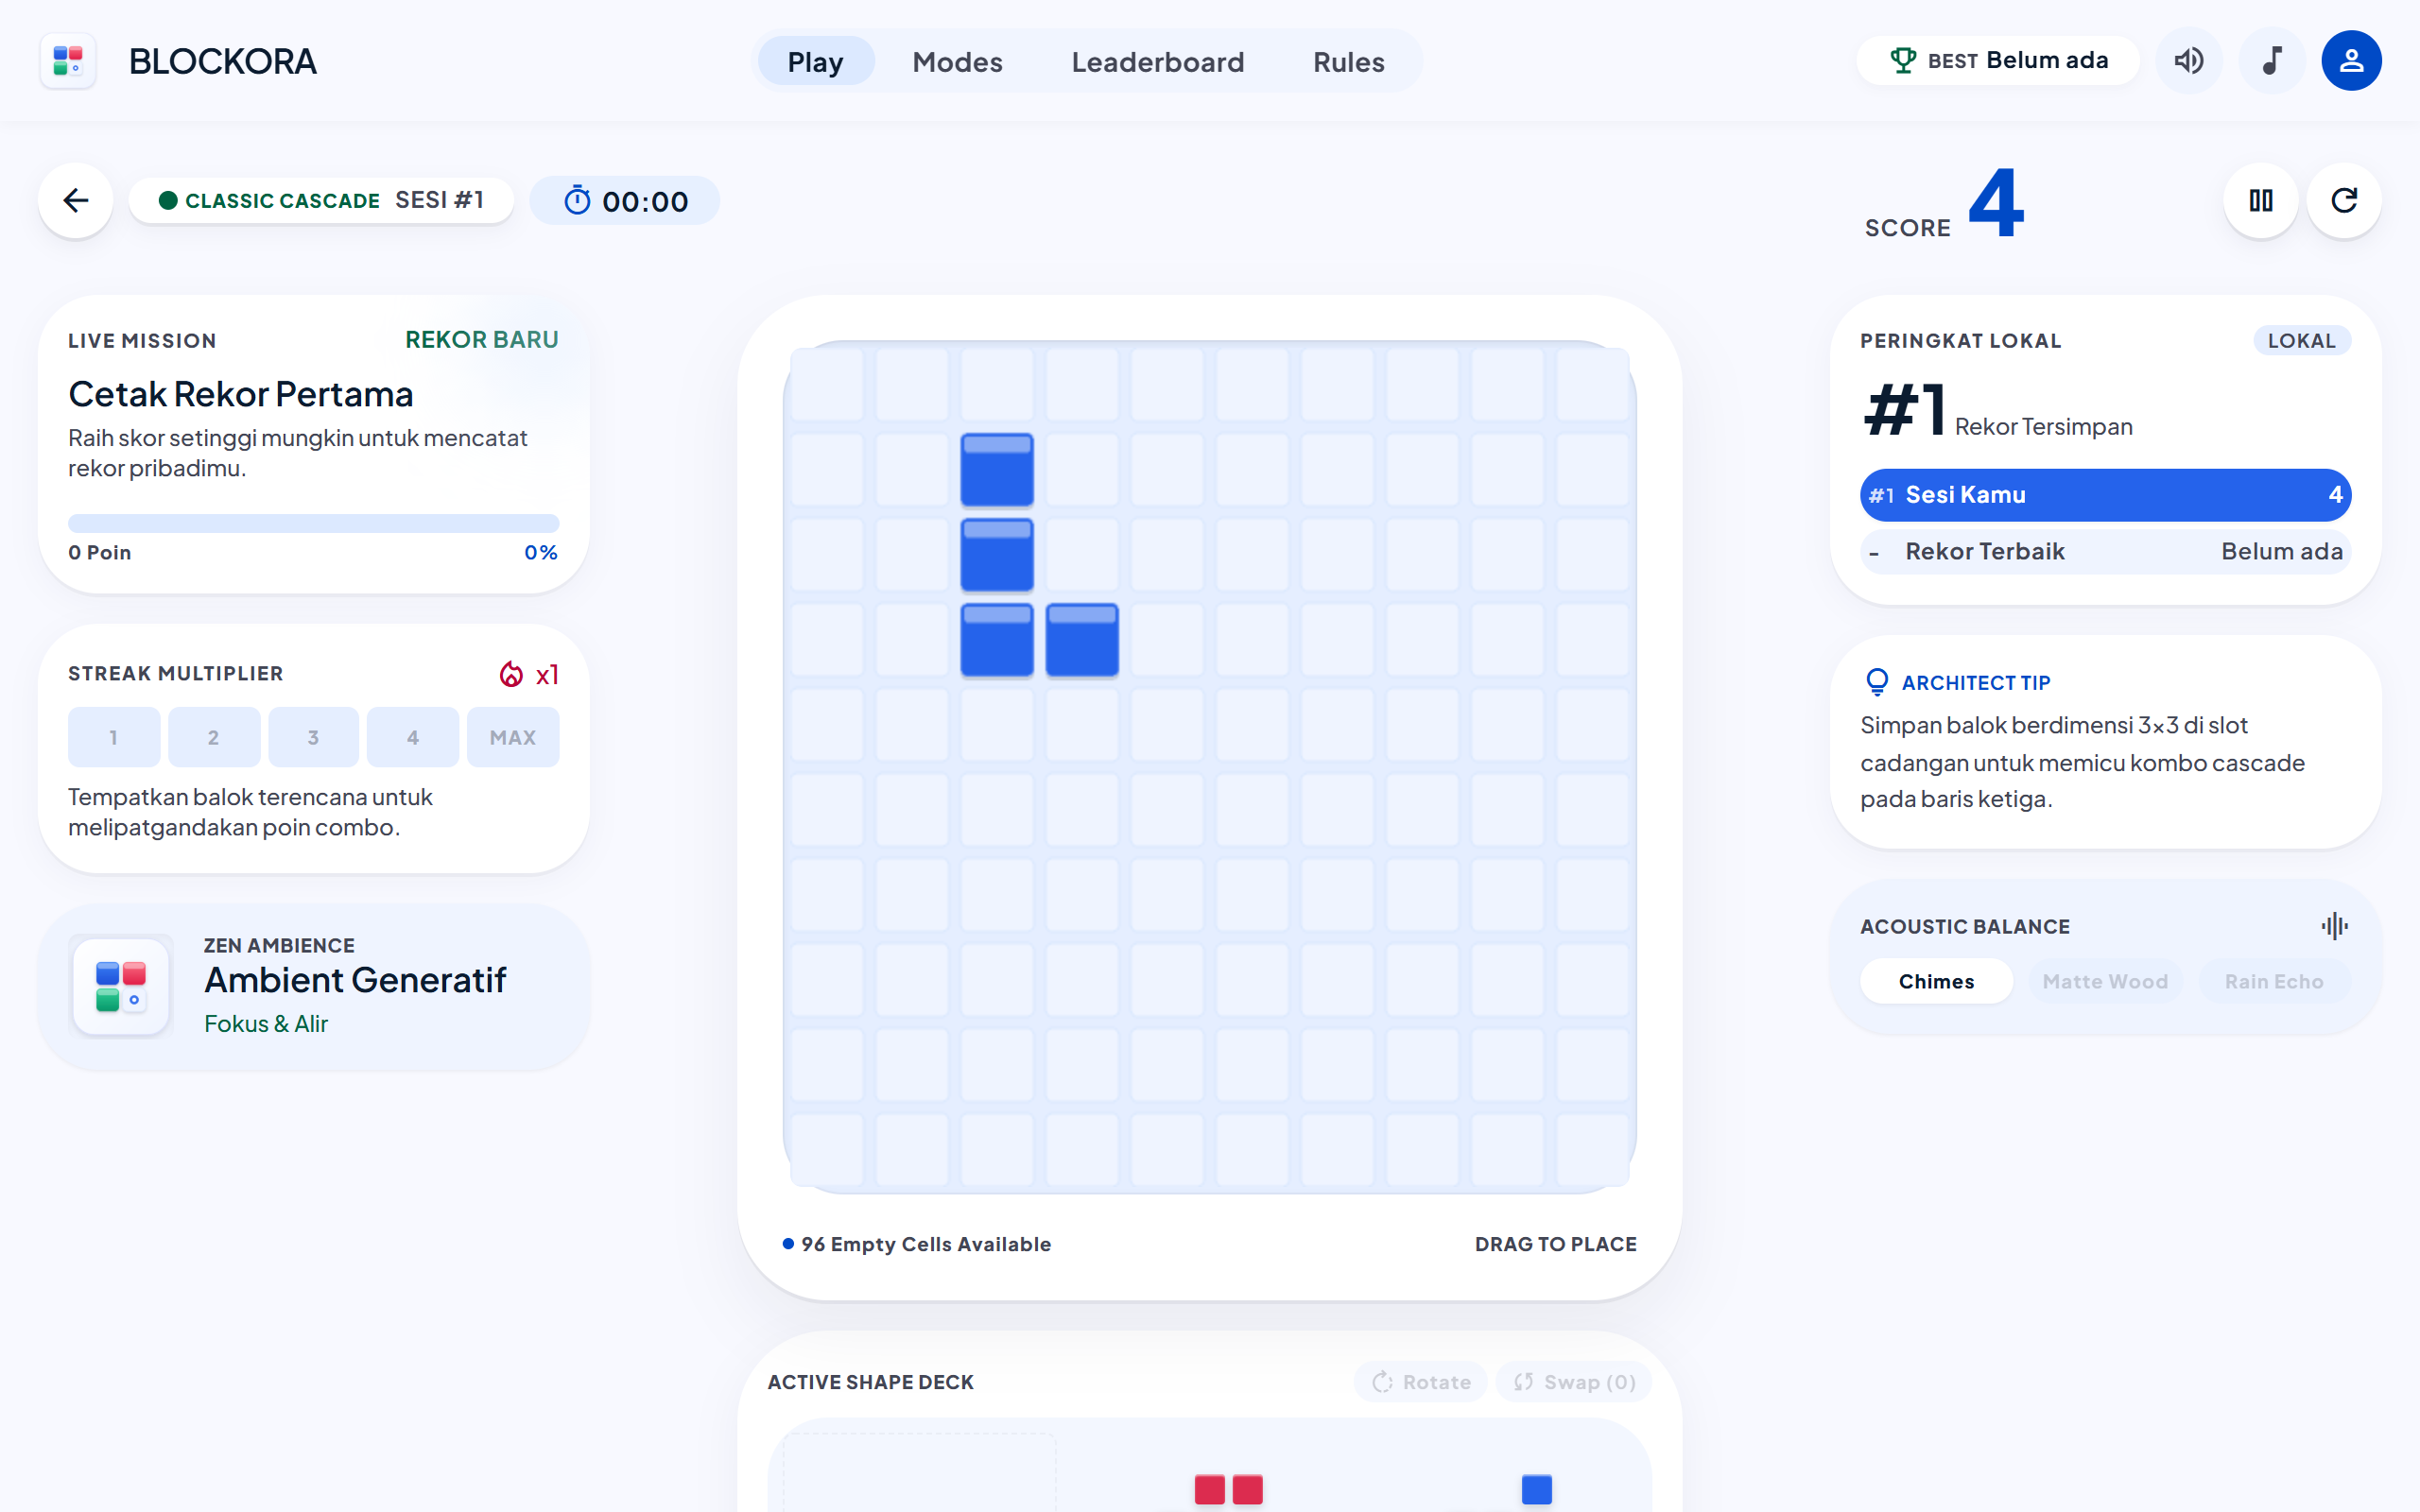 BLOCKORA
Play
Modes
Leaderboard
Rules
BEST Belum ada
CLASSIC CASCADE SESI #1
00:00
SCORE 4
LIVE MISSION
REKOR BARU
Cetak Rekor Pertama
Raih skor setinggi mungkin untuk mencatat
rekor pribadimu.
0 Poin
0%
STREAK MULTIPLIER
x1
1
2
3
4
MAX
Tempatkan balok terencana untuk
melipatgandakan poin combo.
ZEN AMBIENCE
Ambient Generatif
Fokus & Alir
96 Empty Cells Available
DRAG TO PLACE
ACTIVE SHAPE DECK
Rotate
Swap (0)
PERINGKAT LOKAL
LOKAL
#1 Rekor Tersimpan
#1 Sesi Kamu 4
- Rekor Terbaik Belum ada
ARCHITECT TIP
Simpan balok berdimensi 3×3 di slot
cadangan untuk memicu kombo cascade
pada baris ketiga.
ACOUSTIC BALANCE
Chimes
Matte Wood
Rain Echo